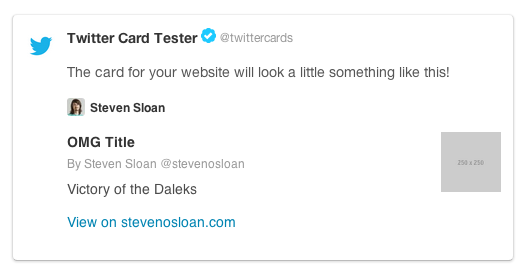 Twitter Card Tester @twittercards
The card for your website will look a little something like this!
Steven Sloan
OMG Title
By Steven Sloan @stevenosloan
Victory of the Daleks
250 x 250
View on stevenosloan.com